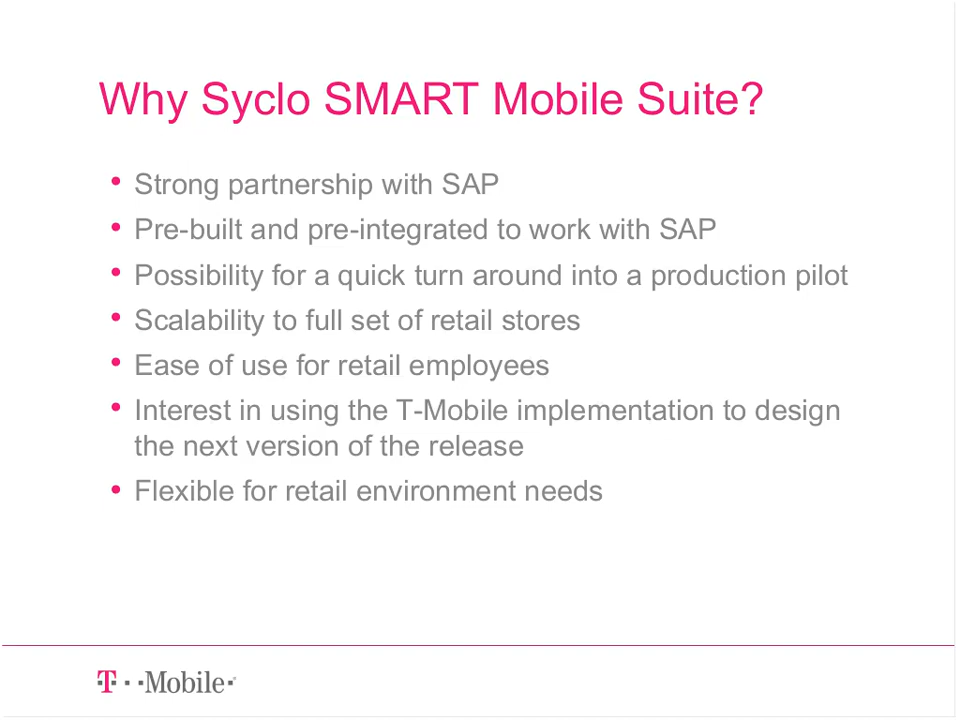 Why Syclo SMART Mobile Suite?
• Strong partnership with SAP
• Pre-built and pre-integrated to work with SAP
• Possibility for a quick turn around into a production pilot
• Scalability to full set of retail stores
• Ease of use for retail employees
• Interest in using the T-Mobile implementation to design
the next version of the release
• Flexible for retail environment needs
T··Mobile·